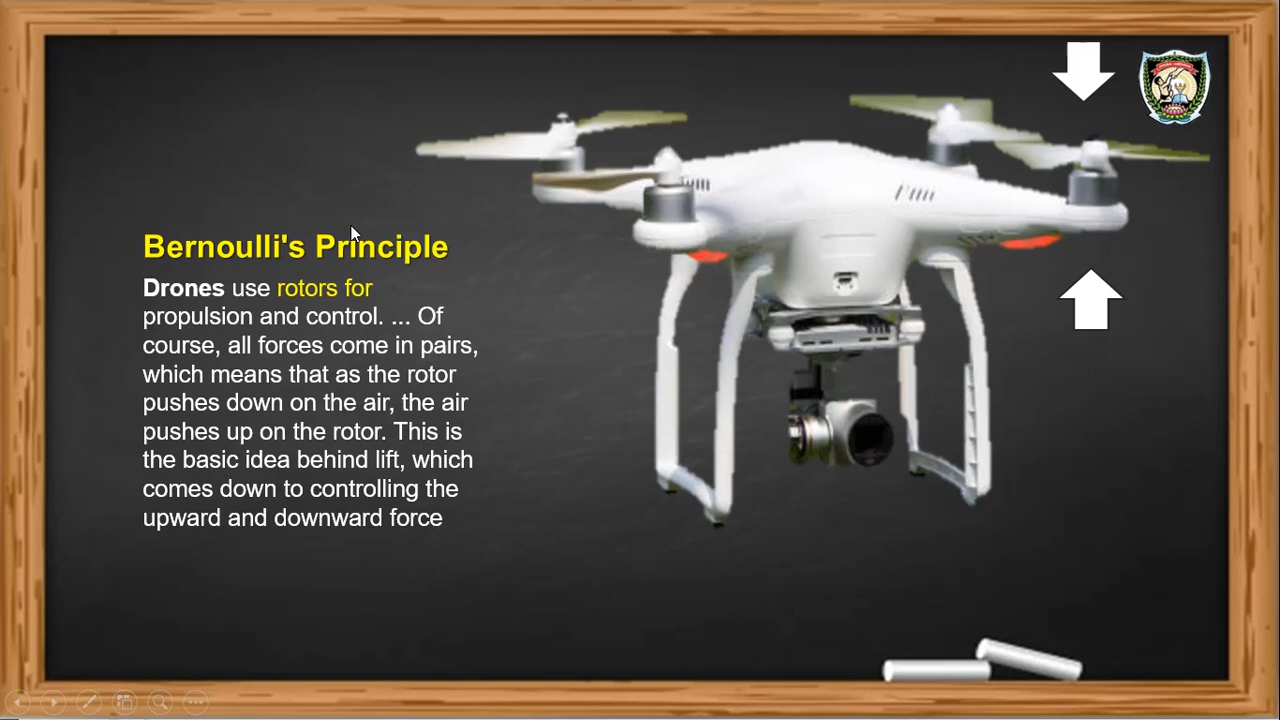 Bernoulli's Principle
Drones use rotors for
propulsion and control. ... Of
course, all forces come in pairs,
which means that as the rotor
pushes down on the air, the air
pushes up on the rotor. This is
the basic idea behind lift, which
comes down to controlling the
upward and downward force